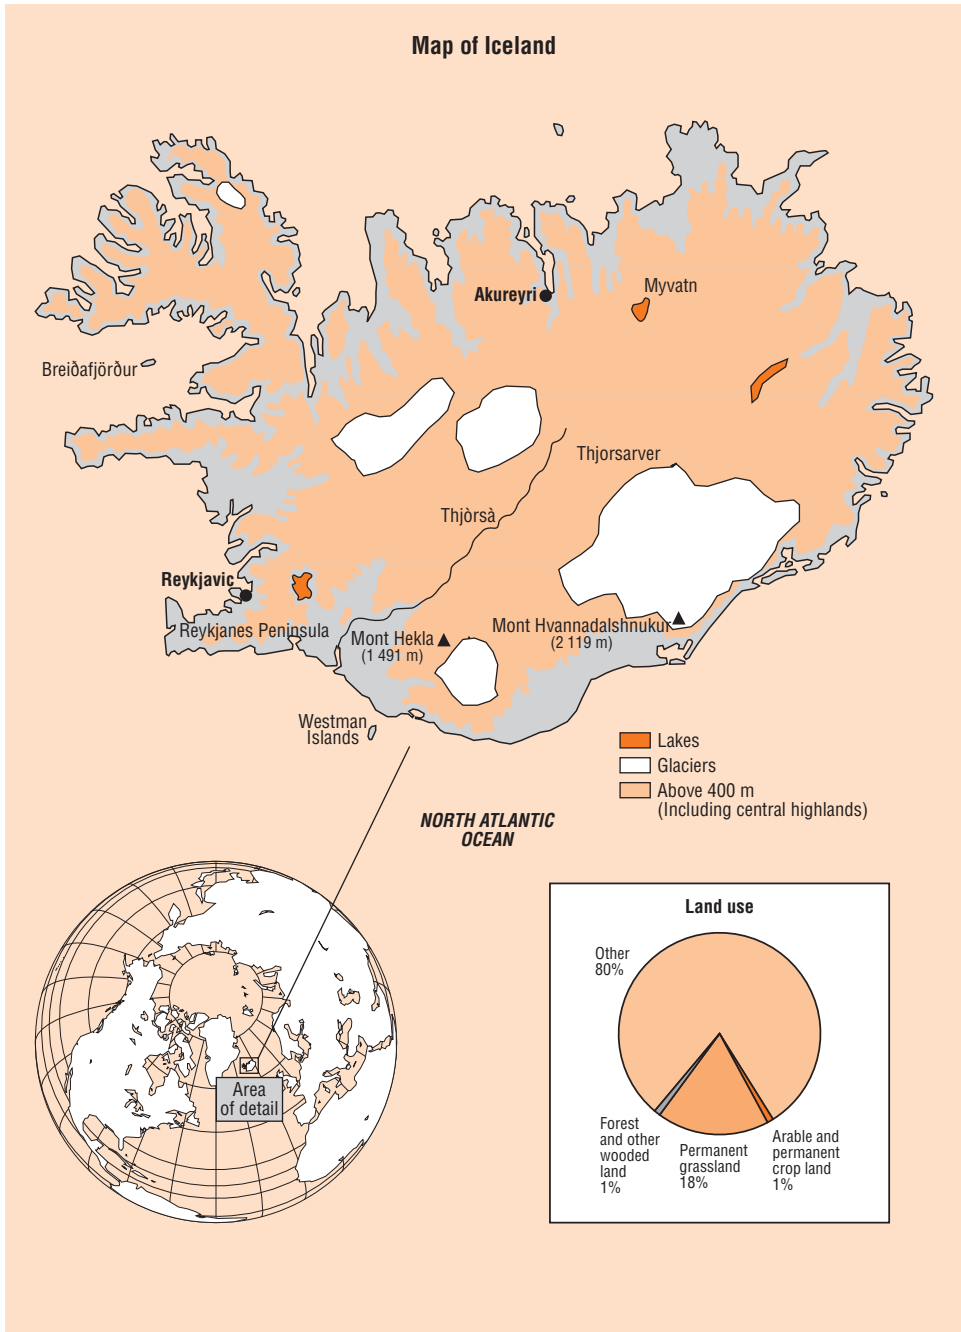 Map of Iceland
Myvatn
Akureyri
Breiðafjörður
Thjorsarver
Thjòrsà
Reykjavic
Reykjanes Peninsula
Mont Hekla
(1 491 m)
Mont Hvannadalshnukur
(2 119 m)
Westman
Islands
Lakes
Glaciers
Above 400 m
(Including central highlands)
NORTH ATLANTIC
OCEAN
Area
of detail
Land use
Other
80%
Forest
and other
wooded
land
1%
Permanent
grassland
18%
Arable and
permanent
crop land
1%